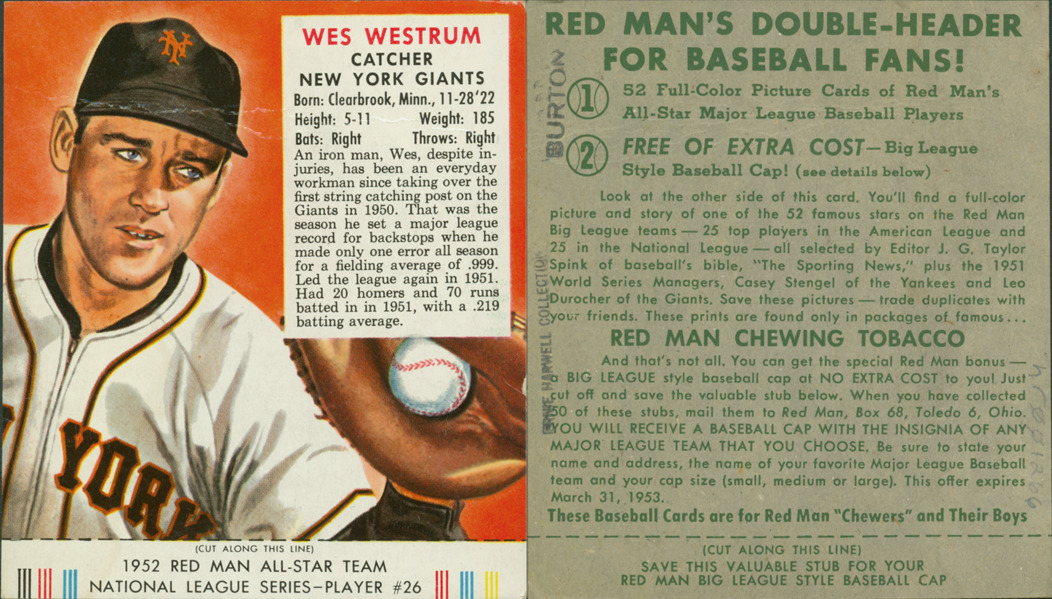 NY
WES WESTRUM
CATCHER
NEW YORK GIANTS
Born: Clearbrook, Minn., 11-28'22
Height: 5-11 Weight: 185
Bats: Right Throws: Right
An iron man, Wes, despite in-
juries, has been an everyday
workman since taking over the
first string catching post on the
Giants in 1950. That was the
season he set a major league
record for backstops when he
made only one error all season
for a fielding average of .999.
Led the league again in 1951.
Had 20 homers and 70 runs
batted in in 1951, with a .219
batting average.
YORK
(CUT ALONG THIS LINE)
1952 RED MAN ALL-STAR TEAM
NATIONAL LEAGUE SERIES—PLAYER #26
RED MAN'S DOUBLE-HEADER
FOR BASEBALL FANS!
1 52 Full-Color Picture Cards of Red Man's
All-Star Major League Baseball Players
2 FREE OF EXTRA COST—Big League
Style Baseball Cap! (see details below)
Look at the other side of this card. You'll find a full-color
picture and story of one of the 52 famous stars on the Red Man
Big League teams — 25 top players in the American League and
25 in the National League — all selected by Editor J. G. Taylor
Spink of baseball's bible, "The Sporting News," plus the 1951
World Series Managers, Casey Stengel of the Yankees and Leo
Durocher of the Giants. Save these pictures — trade duplicates with
your friends. These prints are found only in packages of famous...
RED MAN CHEWING TOBACCO
And that's not all. You can get the special Red Man bonus —
a BIG LEAGUE style baseball cap at NO EXTRA COST to you! Just
cut off and save the valuable stub below. When you have collected
50 of these stubs, mail them to Red Man, Box 68, Toledo 6, Ohio.
YOU WILL RECEIVE A BASEBALL CAP WITH THE INSIGNIA OF ANY
MAJOR LEAGUE TEAM THAT YOU CHOOSE. Be sure to state your
name and address, the name of your favorite Major League Baseball
team and your cap size (small, medium or large). This offer expires
March 31, 1953.
These Baseball Cards are for Red Man "Chewers" and Their Boys
(CUT ALONG THIS LINE)
SAVE THIS VALUABLE STUB FOR YOUR
RED MAN BIG LEAGUE STYLE BASEBALL CAP
BURTON
ERNIE HARWELL COLLECTION